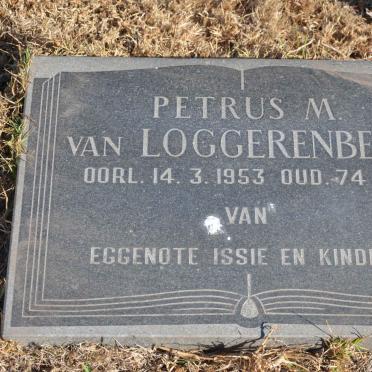 PETRUS M.
VAN LOGGERENBE
OORL. 14. 3. 1953 OUD. 74
VAN
EGGENOTE ISSIE EN KIND